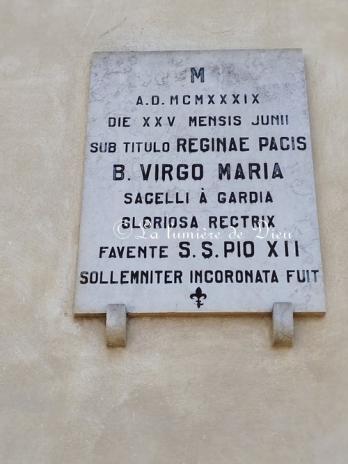 M
A.D. MCMXXXIX
DIE XXV MENSIS JUNII
SUB TITULO REGINAE PACIS
B. VIRGO MARIA
SACELLI À GARDIA
GLORIOSA RECTRIX
©La lumière de Dieu
FAVENTE S.S. PIO XII
SOLLEMNITER INCORONATA FUIT